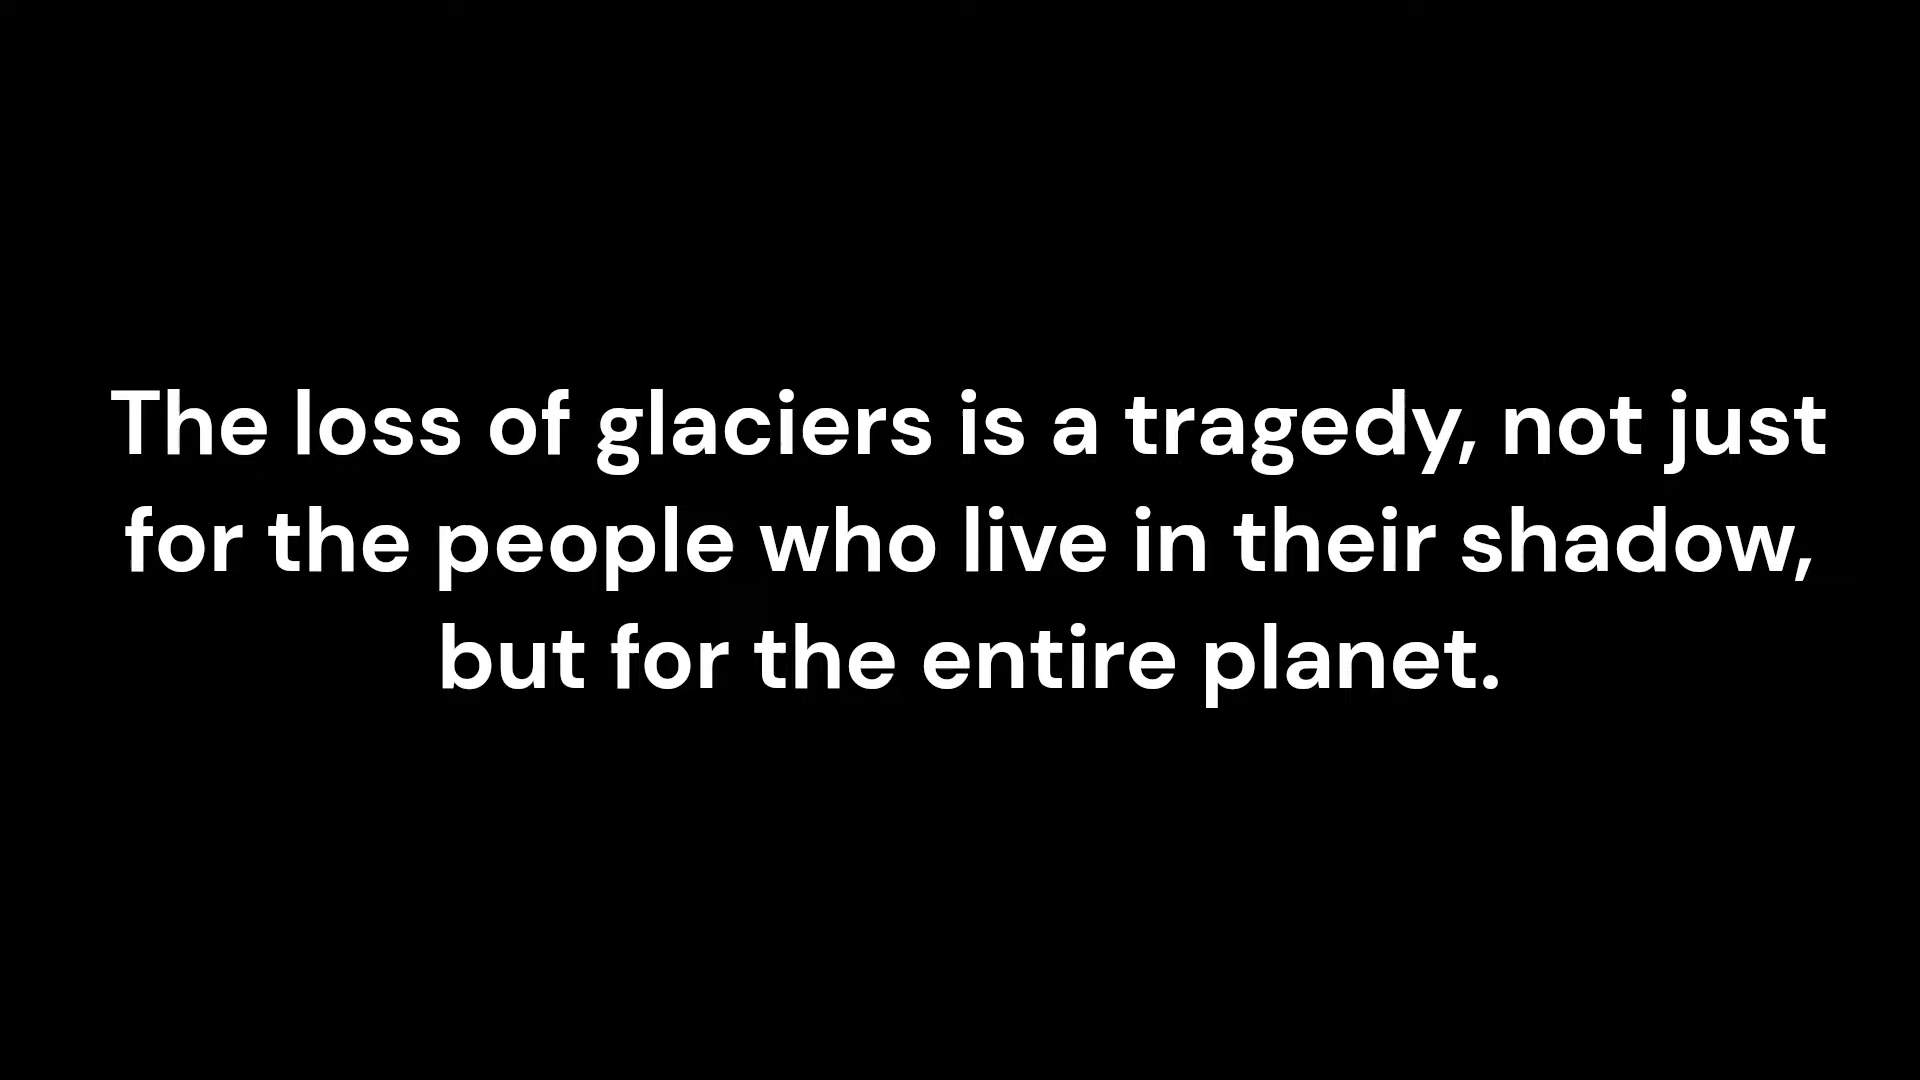 The loss of glaciers is a tragedy, not just
for the people who live in their shadow,
but for the entire planet.